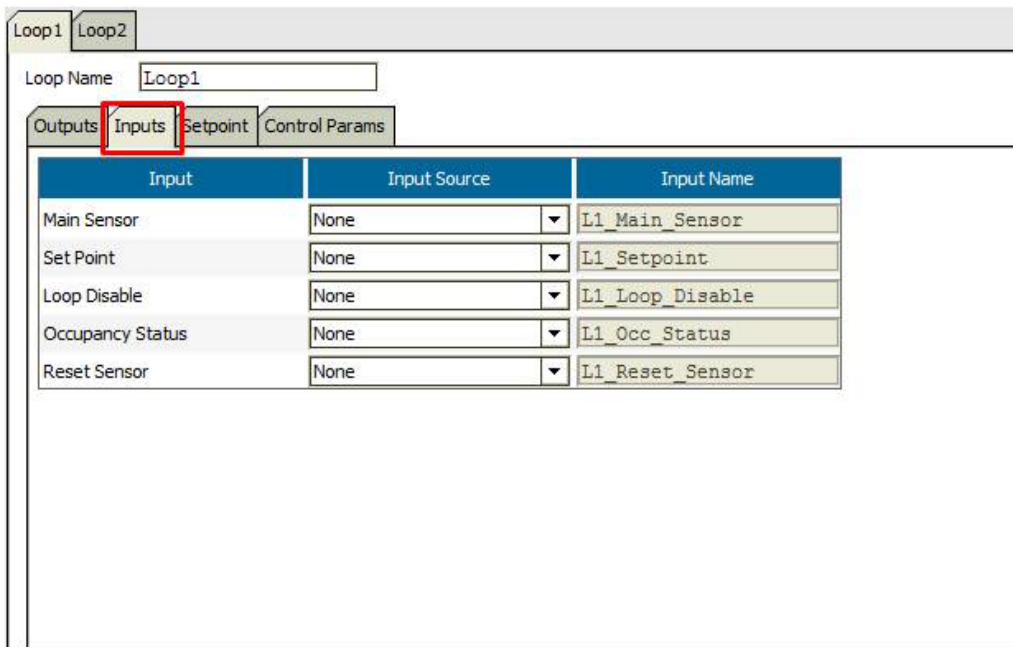 Loop1 Loop2
Loop Name Loop1
Outputs Inputs Setpoint Control Params
Input Input Source Input Name
Main Sensor None L1_Main_Sensor
Set Point None L1_Setpoint
Loop Disable None L1_Loop_Disable
Occupancy Status None L1_Occ_Status
Reset Sensor None L1_Reset_Sensor